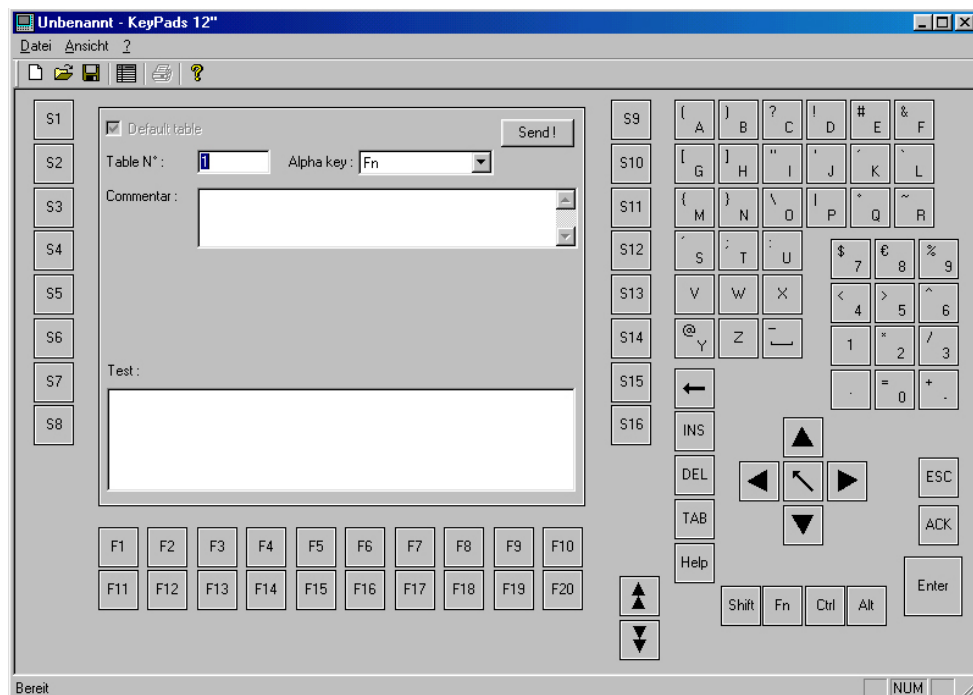 Unbenannt - KeyPads 12"
Datei Ansicht ?
S1
S2
S3
S4
S5
S6
S7
S8
Default table
Send !
Table N° : 1 Alpha key : Fn
Commentar :
Test :
S9
S10
S11
S12
S13
S14
S15
S16
( A ) B ? C ! D # E & F
[ G ] H " I ' J ´ K ` L
{ M } N \ O | P ° Q ~ R
´ S ; T : U
V W X
@ Y Z _
$ 7 € 8 % 9
< 4 > 5 ^ 6
1 * 2 / 3
. = 0 + -
INS
DEL
TAB
Help
ESC
ACK
Enter
Shift Fn Ctrl Alt
F1 F2 F3 F4 F5 F6 F7 F8 F9 F10
F11 F12 F13 F14 F15 F16 F17 F18 F19 F20
Bereit NUM